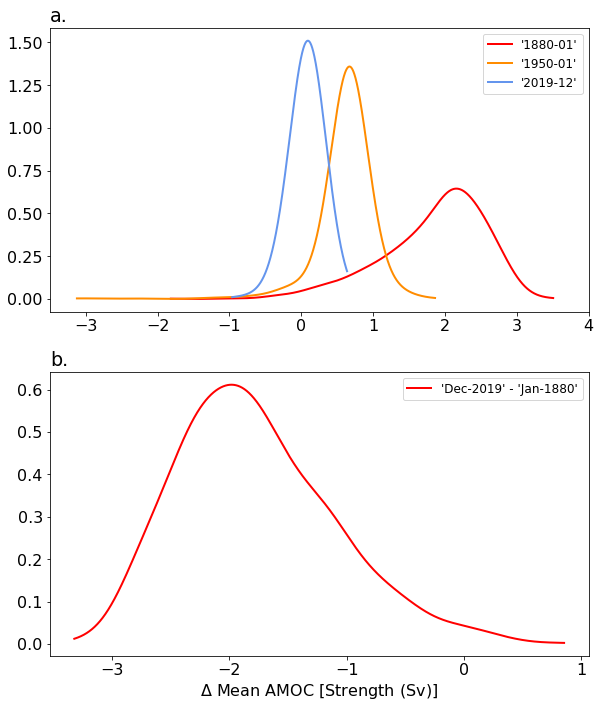 a.
1.50
1.25
1.00
0.75
0.50
0.25
0.00
'1880-01'
'1950-01'
'2019-12'
−3 −2 −1 0 1 2 3 4
b.
0.6
0.5
0.4
0.3
0.2
0.1
0.0
'Dec-2019' - 'Jan-1880'
−3 −2 −1 0 1
Δ Mean AMOC [Strength (Sv)]